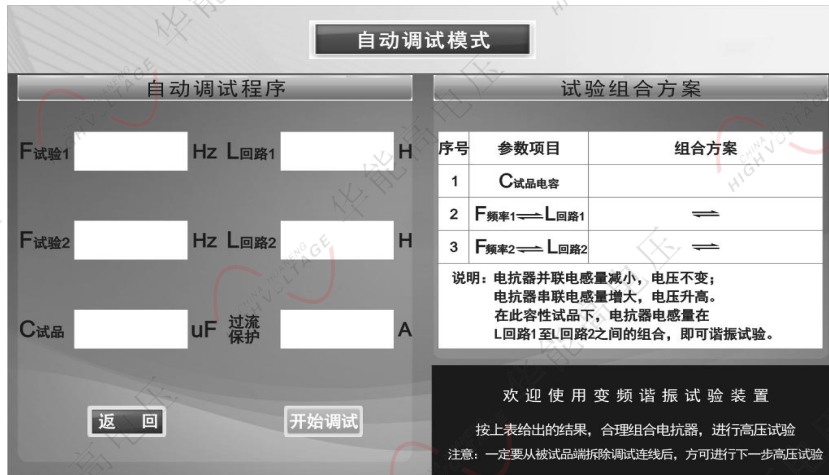 自动调试模式
自动调试程序
F试验1 Hz L回路1 H
F试验2 Hz L回路2 H
C试品 uF 过流保护 A
返 回 开始调试
试验组合方案
序号 参数项目 组合方案
1 C试品电容
2 F频率1⇌L回路1 ⇌
3 F频率2⇌L回路2 ⇌
说明：电抗器并联电感量减小，电压不变；
电抗器串联电感量增大，电压升高。
在此容性试品下，电抗器电感量在
L回路1至L回路2之间的组合，即可谐振试验。
欢迎使用变频谐振试验装置
按上表给出的结果，合理组合电抗器，进行高压试验
注意：一定要从被试品端拆除调试连线后，方可进行下一步高压试验
华能高电压
CHINA HUINENG
HIGHVOLTAGE